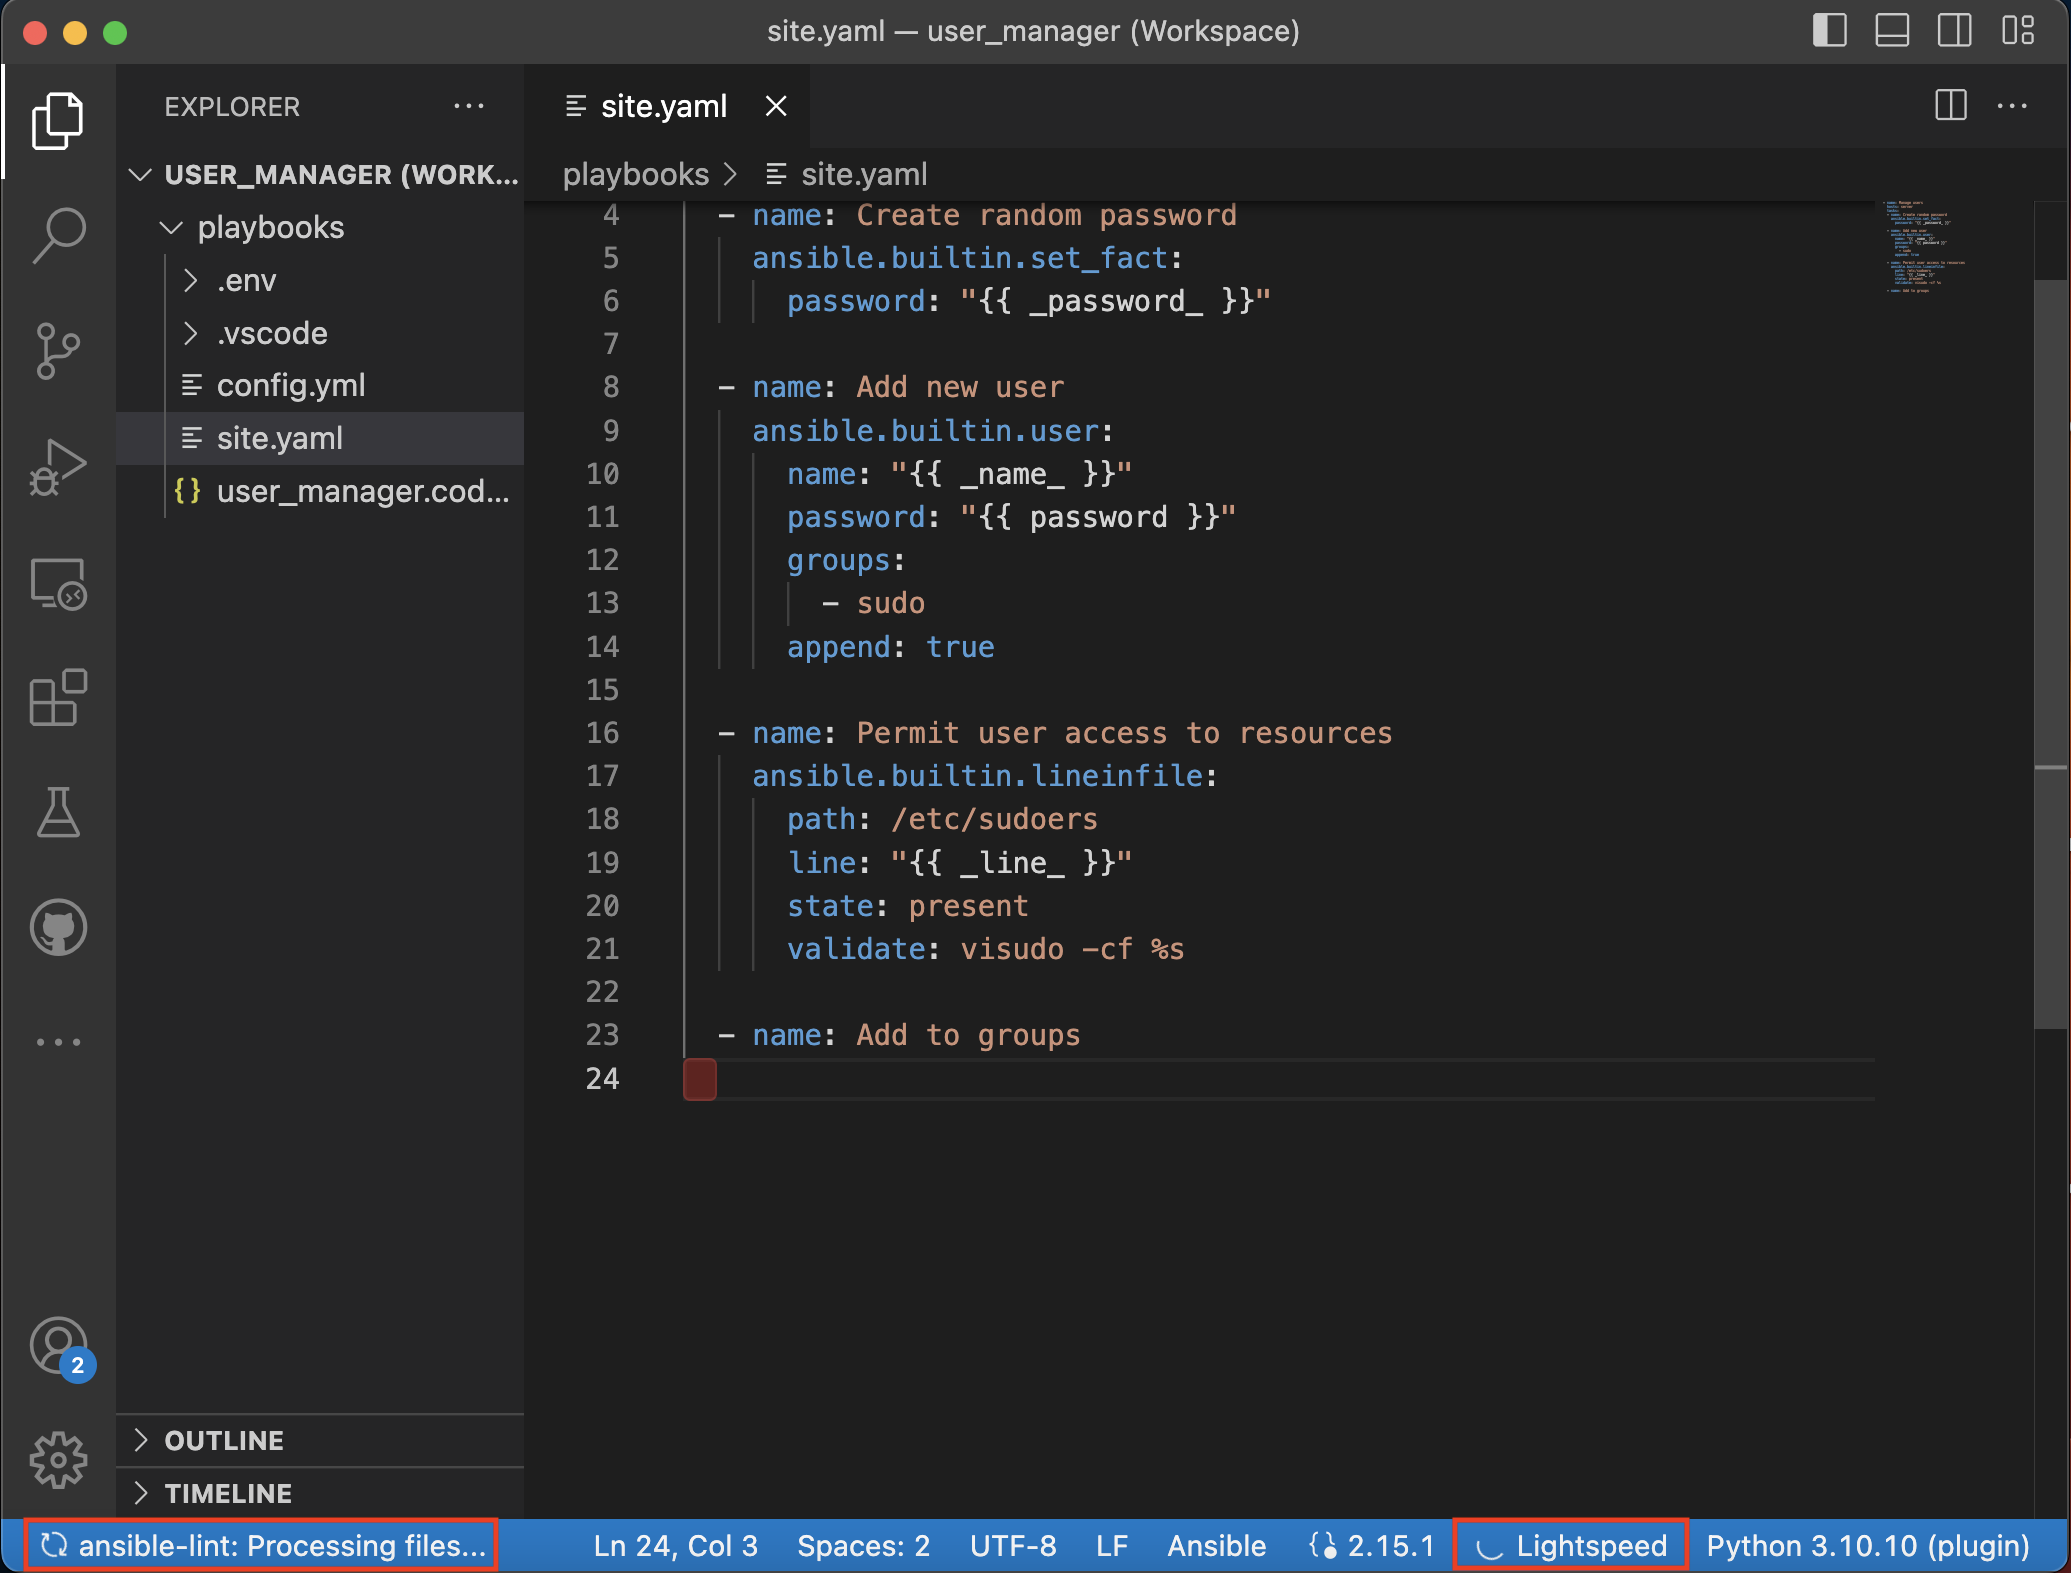 site.yaml — user_manager (Workspace)
EXPLORER
USER_MANAGER (WORK...
playbooks
.env
.vscode
config.yml
site.yaml
user_manager.cod...
OUTLINE
TIMELINE
2
site.yaml
playbooks > site.yaml
4 - name: Create random password
5 ansible.builtin.set_fact:
6 password: "{{ _password_ }}"
7
8 - name: Add new user
9 ansible.builtin.user:
10 name: "{{ _name_ }}"
11 password: "{{ password }}"
12 groups:
13 - sudo
14 append: true
15
16 - name: Permit user access to resources
17 ansible.builtin.lineinfile:
18 path: /etc/sudoers
19 line: "{{ _line_ }}"
20 state: present
21 validate: visudo -cf %s
22
23 - name: Add to groups
24
ansible-lint: Processing files... Ln 24, Col 3 Spaces: 2 UTF-8 LF Ansible 2.15.1 Lightspeed Python 3.10.10 (plugin)